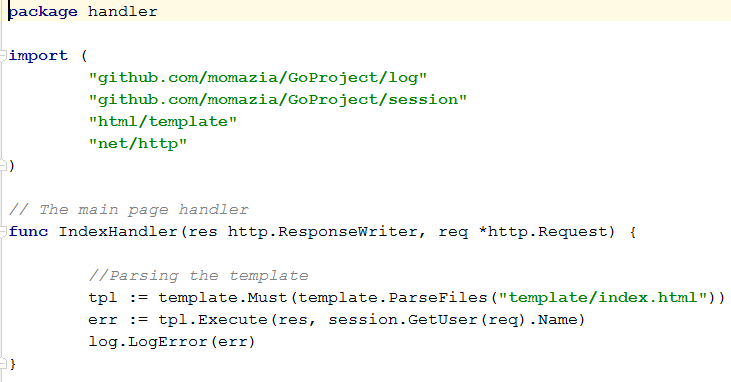 package handler
import (
"github.com/momazia/GoProject/log"
"github.com/momazia/GoProject/session"
"html/template"
"net/http"
)
// The main page handler
func IndexHandler(res http.ResponseWriter, req *http.Request) {
//Parsing the template
tpl := template.Must(template.ParseFiles("template/index.html"))
err := tpl.Execute(res, session.GetUser(req).Name)
log.LogError(err)
}